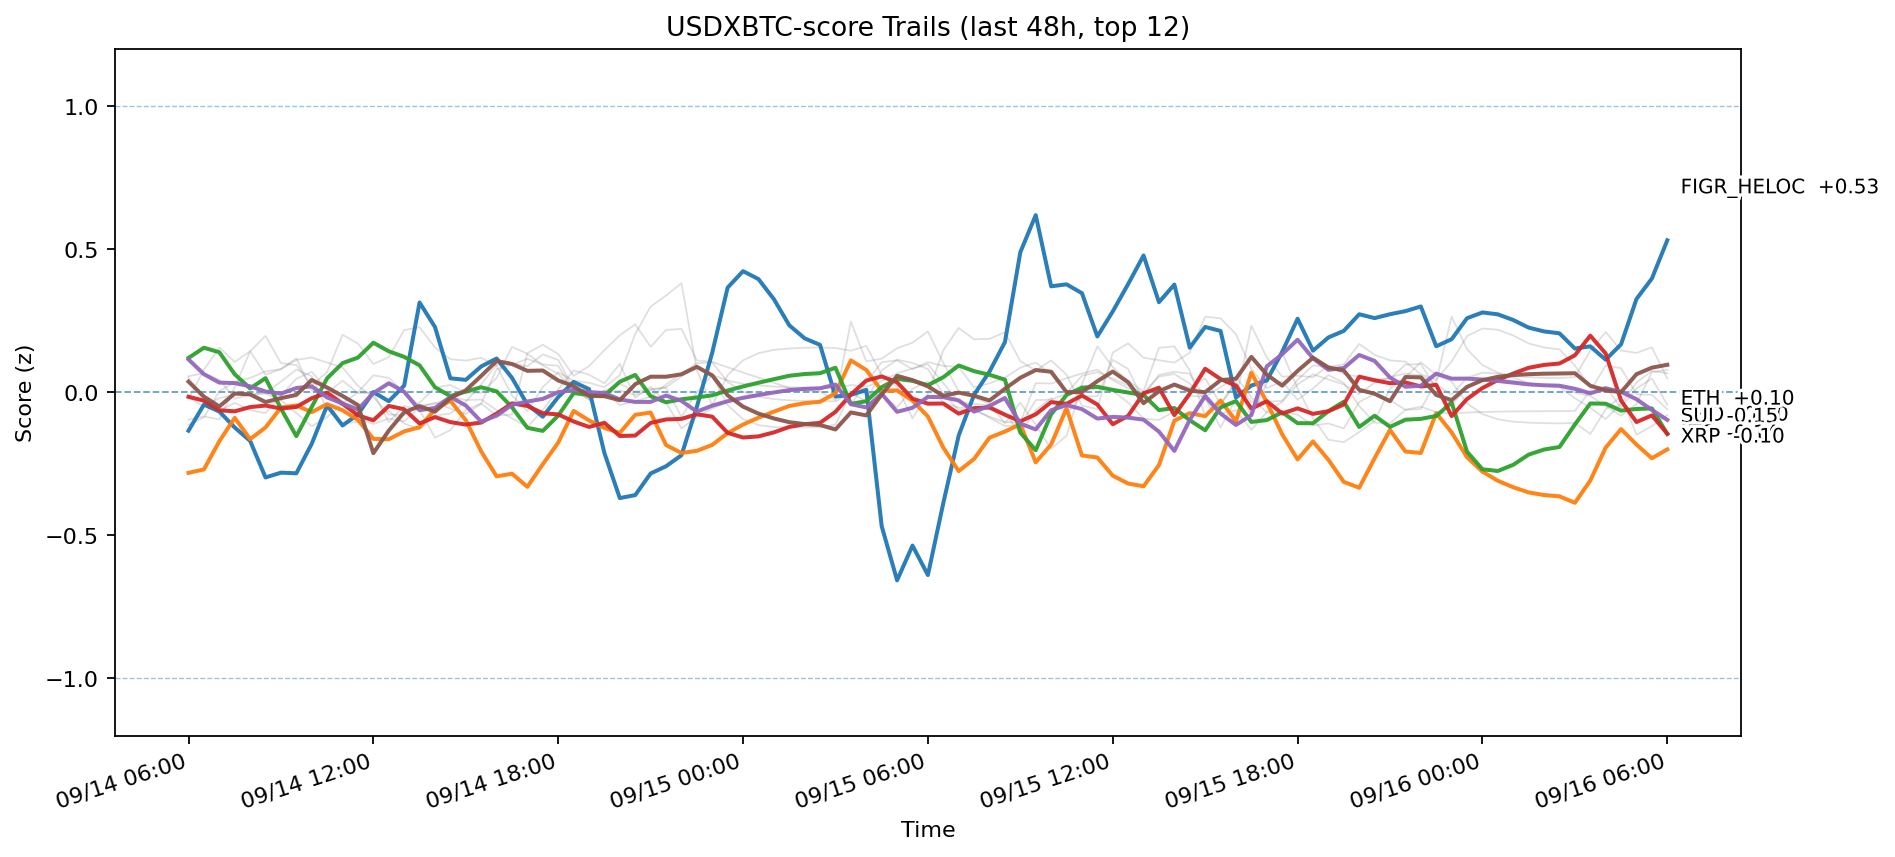 USDXBTC-score Trails (last 48h, top 12)
Score (z)
1.0
0.5
0.0
−0.5
−1.0
FIGR_HELOC +0.53
ETH +0.10
XRP -0.10
09/14 06:00
09/14 12:00
09/14 18:00
09/15 00:00
09/15 06:00
09/15 12:00
09/15 18:00
09/16 00:00
09/16 06:00
Time